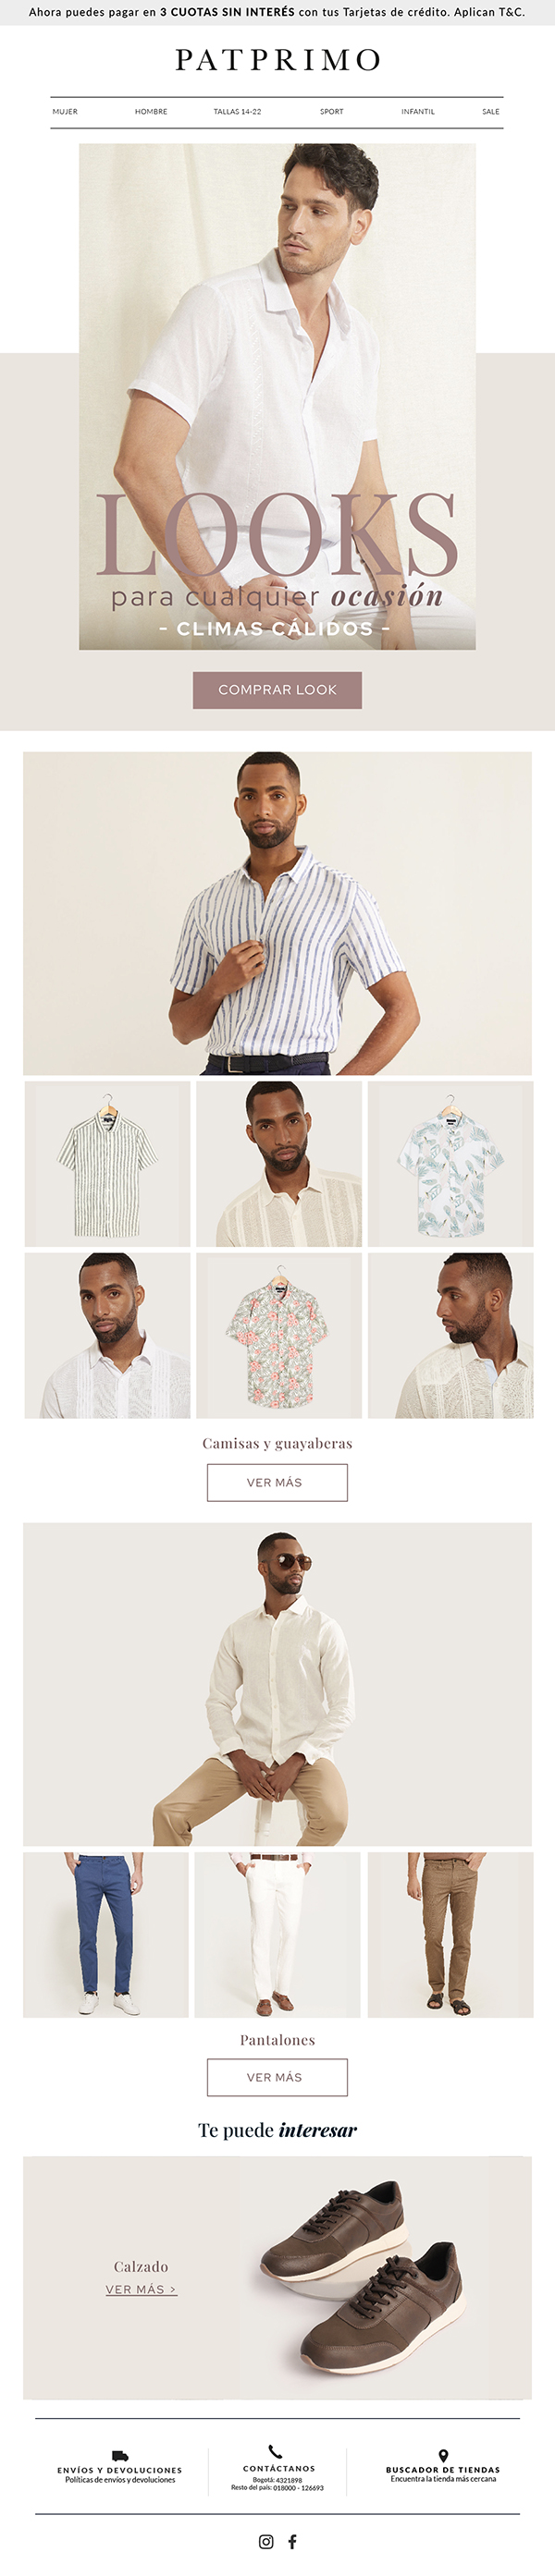 Ahora puedes pagar en 3 CUOTAS SIN INTERÉS con tus Tarjetas de crédito. Aplican T&C.
PATPRIMO
MUJER HOMBRE TALLAS 14-22 SPORT INFANTIL SALE
LOOKS
para cualquier ocasión
- CLIMAS CÁLIDOS -
COMPRAR LOOK
Camisas y guayaberas
VER MÁS
Pantalones
VER MÁS
Te puede interesar
Calzado
VER MÁS >
ENVÍOS Y DEVOLUCIONES
Políticas de envíos y devoluciones
CONTÁCTANOS
Bogotá: 4321898
Resto del país: 018000 - 126693
BUSCADOR DE TIENDAS
Encuentra la tienda más cercana